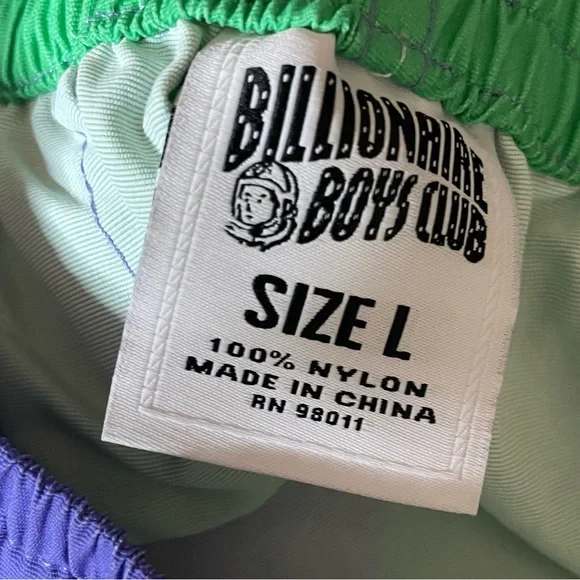 BILLIONAIRE
BOYS CLUB
SIZE L
100% NYLON
MADE IN CHINA
RN 98011